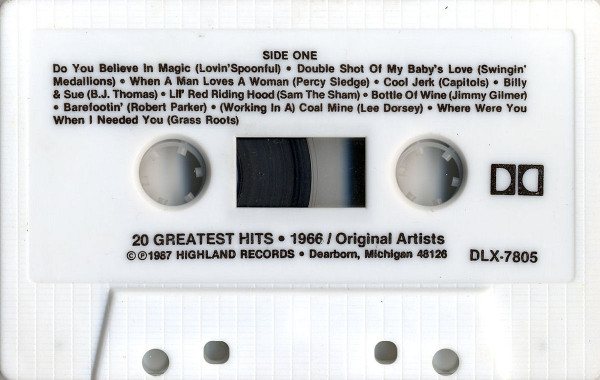 SIDE ONE
Do You Believe In Magic (Lovin'Spoonful) • Double Shot Of My Baby's Love (Swingin'
Medallions) • When A Man Loves A Woman (Percy Sledge) • Cool Jerk (Capitols) • Billy
& Sue (B.J. Thomas) • Lil' Red Riding Hood (Sam The Sham) • Bottle Of Wine (Jimmy Gilmer)
• Barefootin' (Robert Parker) • (Working In A) Coal Mine (Lee Dorsey) • Where Were You
When I Needed You (Grass Roots)
20 GREATEST HITS • 1966 / Original Artists
©℗1987 HIGHLAND RECORDS • Dearborn, Michigan 48126
DLX-7805